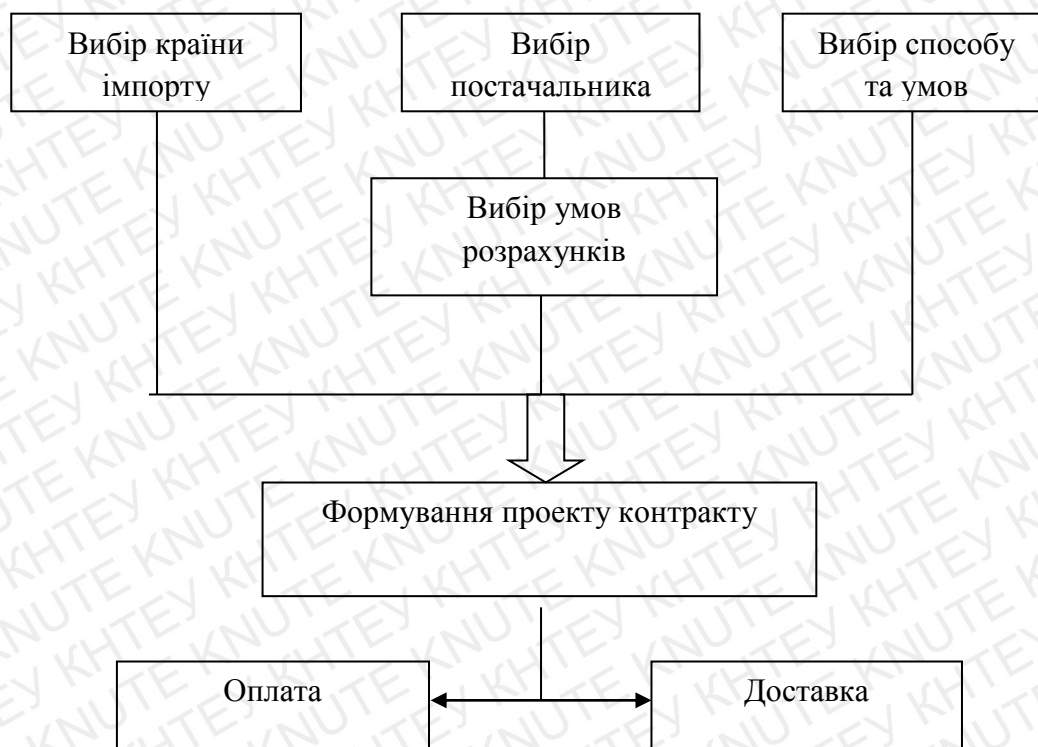 Вибір країни
імпорту
Вибір
постачальника
Вибір способу
та умов
Вибір умов
розрахунків
Формування проекту контракту
Оплата
Доставка